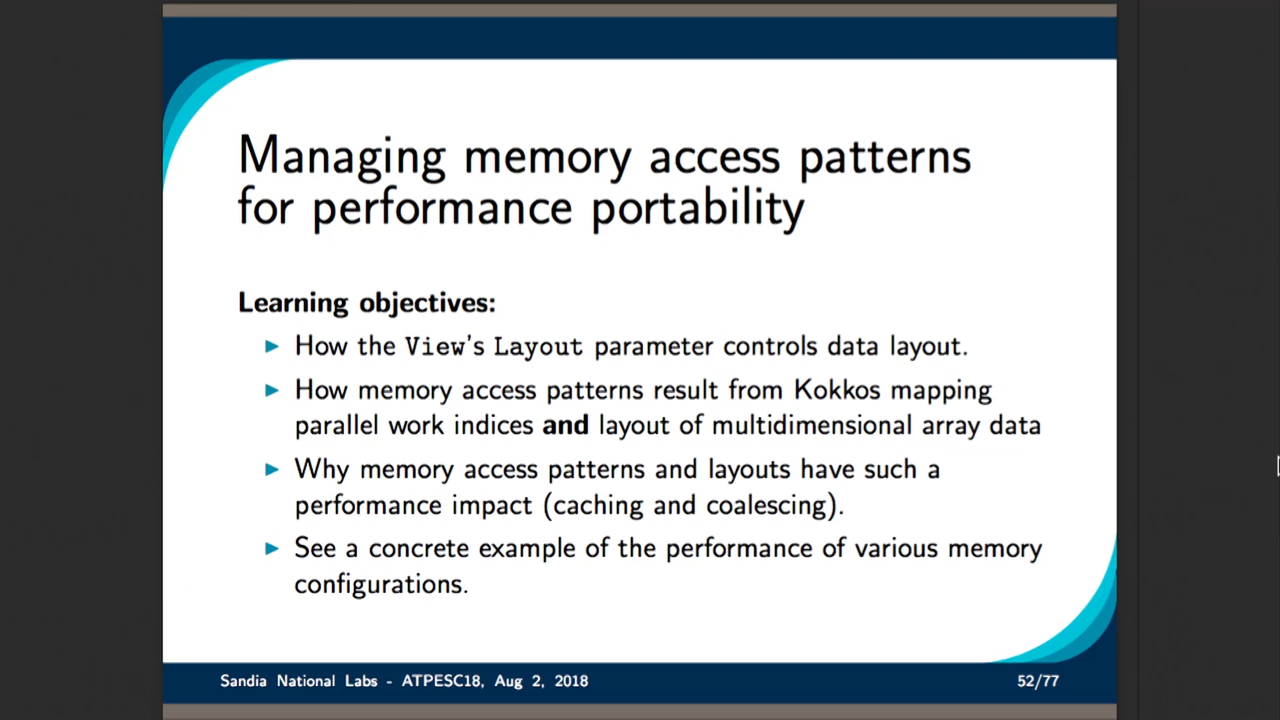 Managing memory access patterns
for performance portability
Learning objectives:
How the View's Layout parameter controls data layout.
How memory access patterns result from Kokkos mapping
parallel work indices and layout of multidimensional array data
Why memory access patterns and layouts have such a
performance impact (caching and coalescing).
See a concrete example of the performance of various memory
configurations.
Sandia National Labs - ATPESC18, Aug 2, 2018 52/77